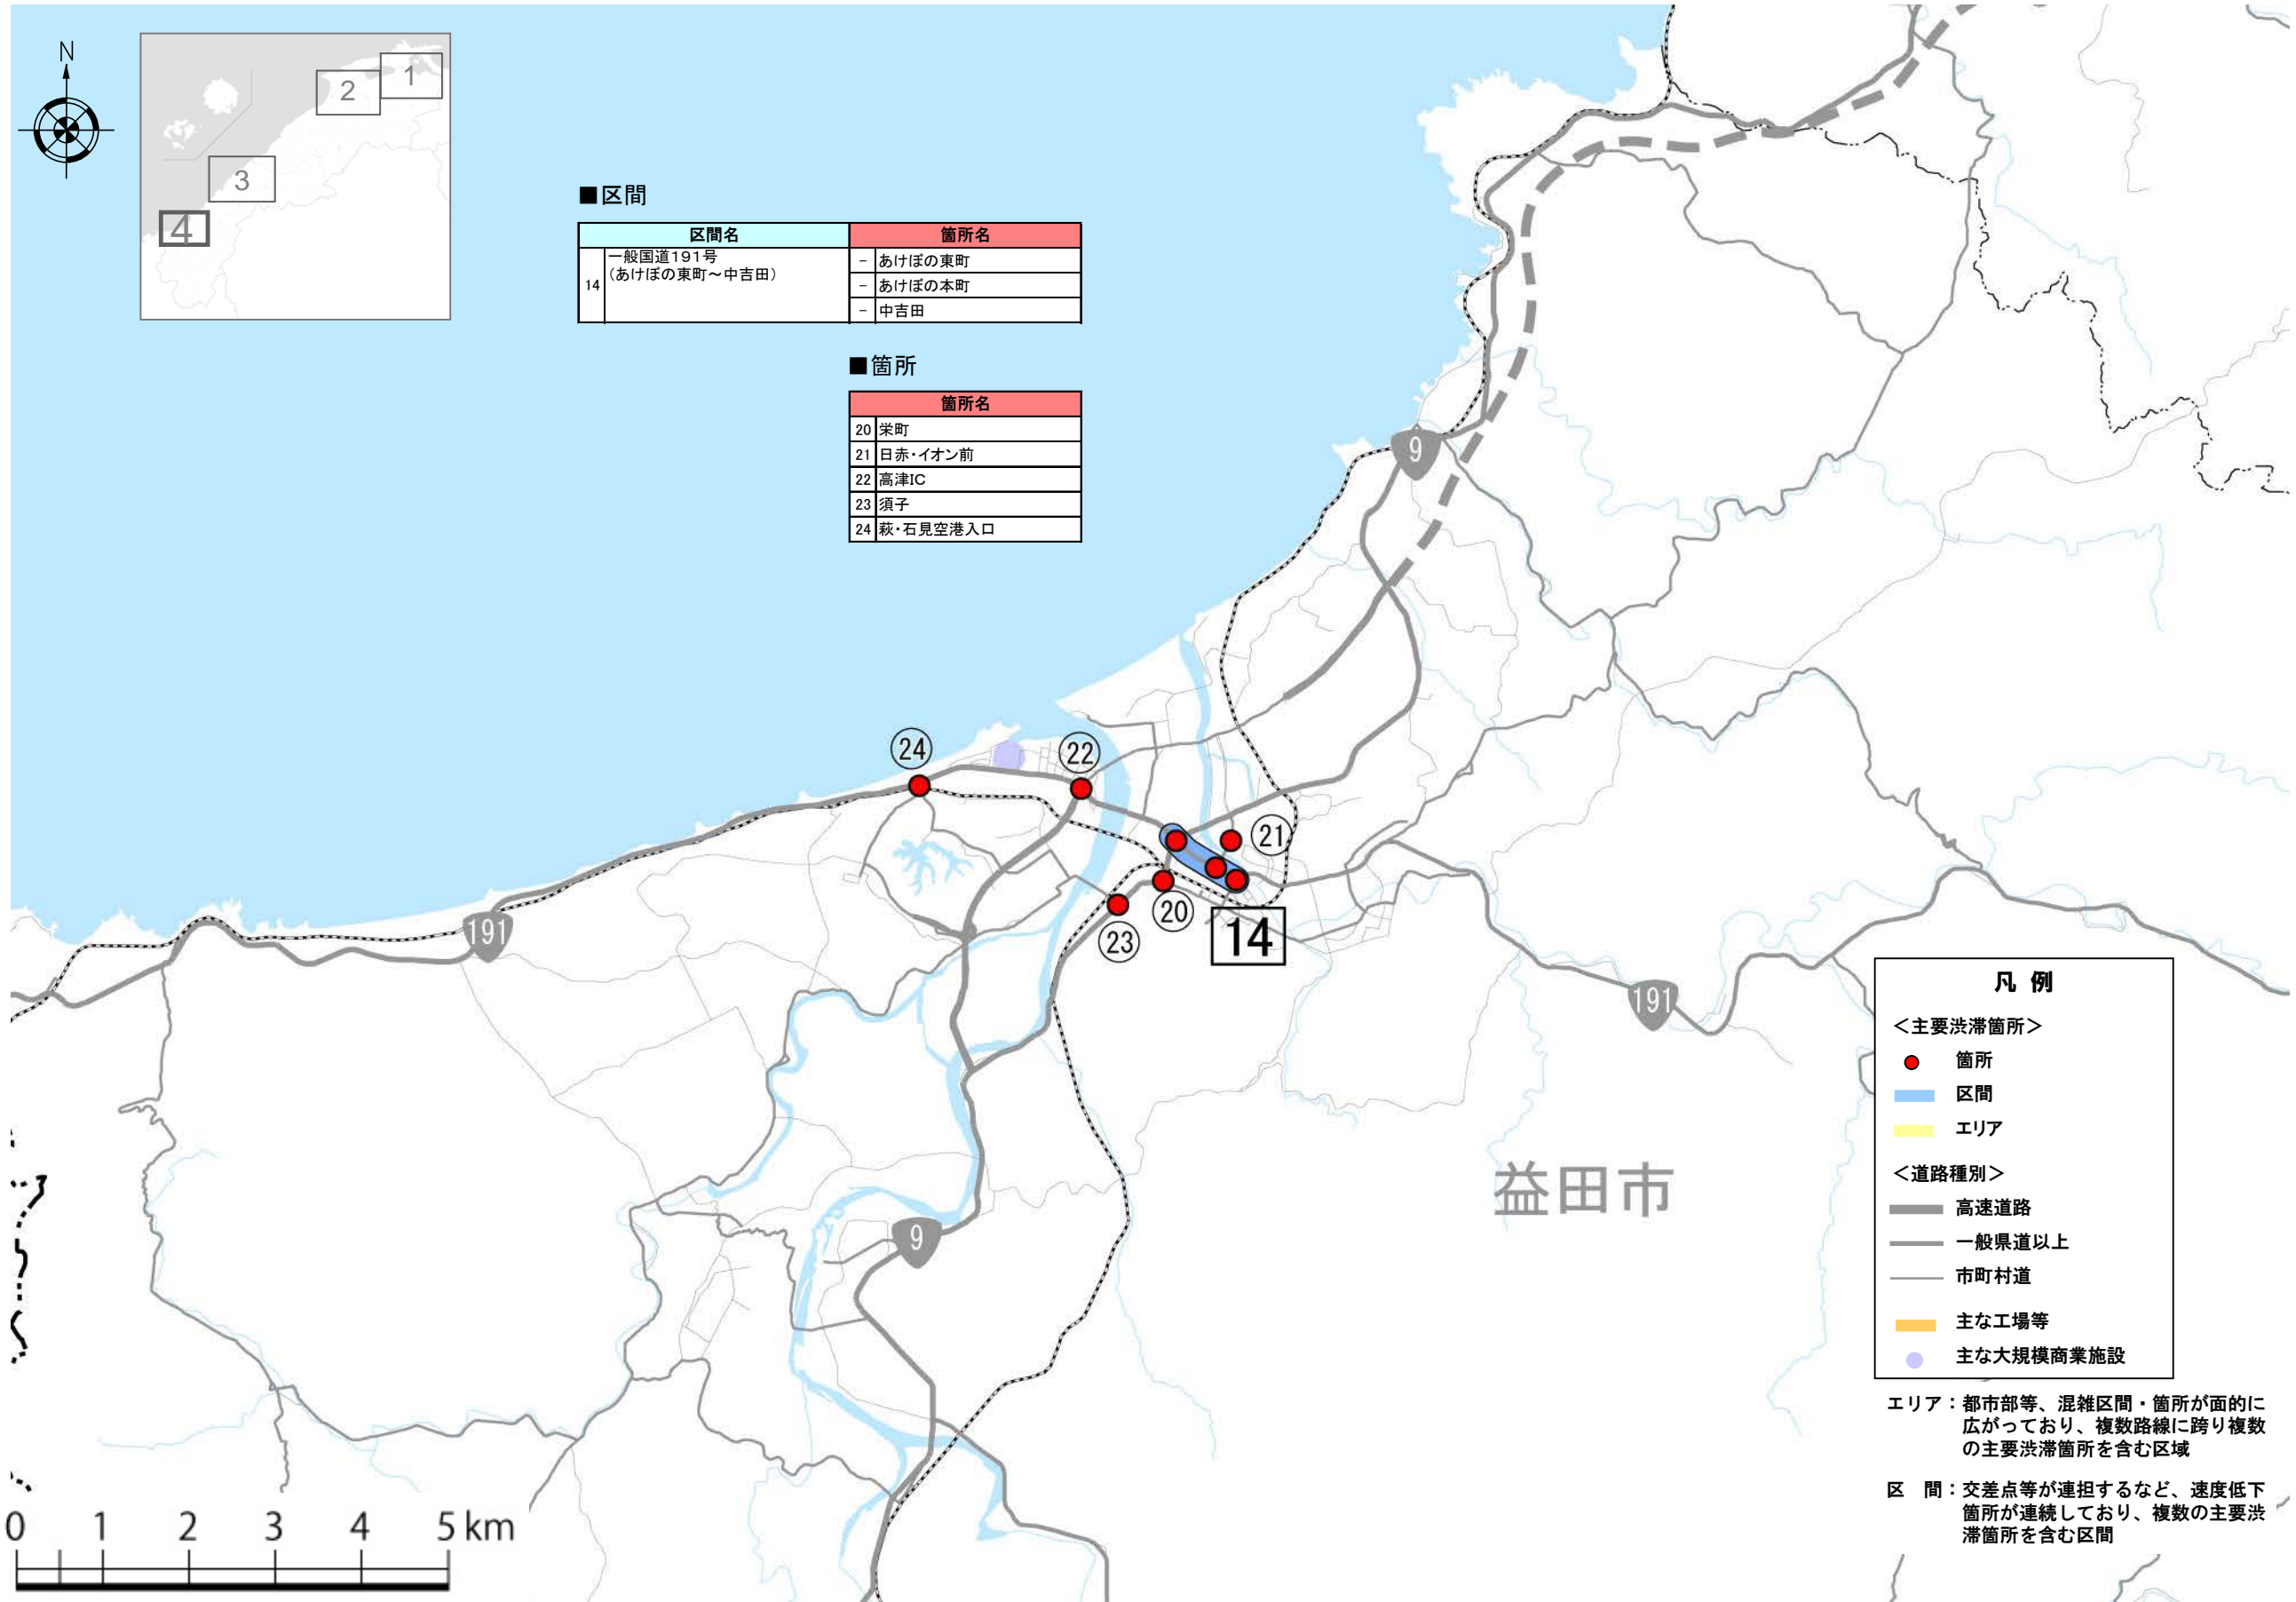 N
1
2
3
4
■区間
区間名 箇所名
14 一般国道191号
(あけぼの東町～中吉田)
- あけぼの東町
- あけぼの本町
- 中吉田
■箇所
箇所名
20 栄町
21 日赤・イオン前
22 高津IC
23 須子
24 萩・石見空港入口
9
24
22
21
20
23
14
191
191
9
益田市
凡 例
＜主要渋滞箇所＞
箇所
区間
エリア
＜道路種別＞
高速道路
一般県道以上
市町村道
主な工場等
主な大規模商業施設
エリア：都市部等、混雑区間・箇所が面的に
広がっており、複数路線に跨り複数
の主要渋滞箇所を含む区域
区 間：交差点等が連担するなど、速度低下
箇所が連続しており、複数の主要渋
滞箇所を含む区間
0 1 2 3 4 5 km